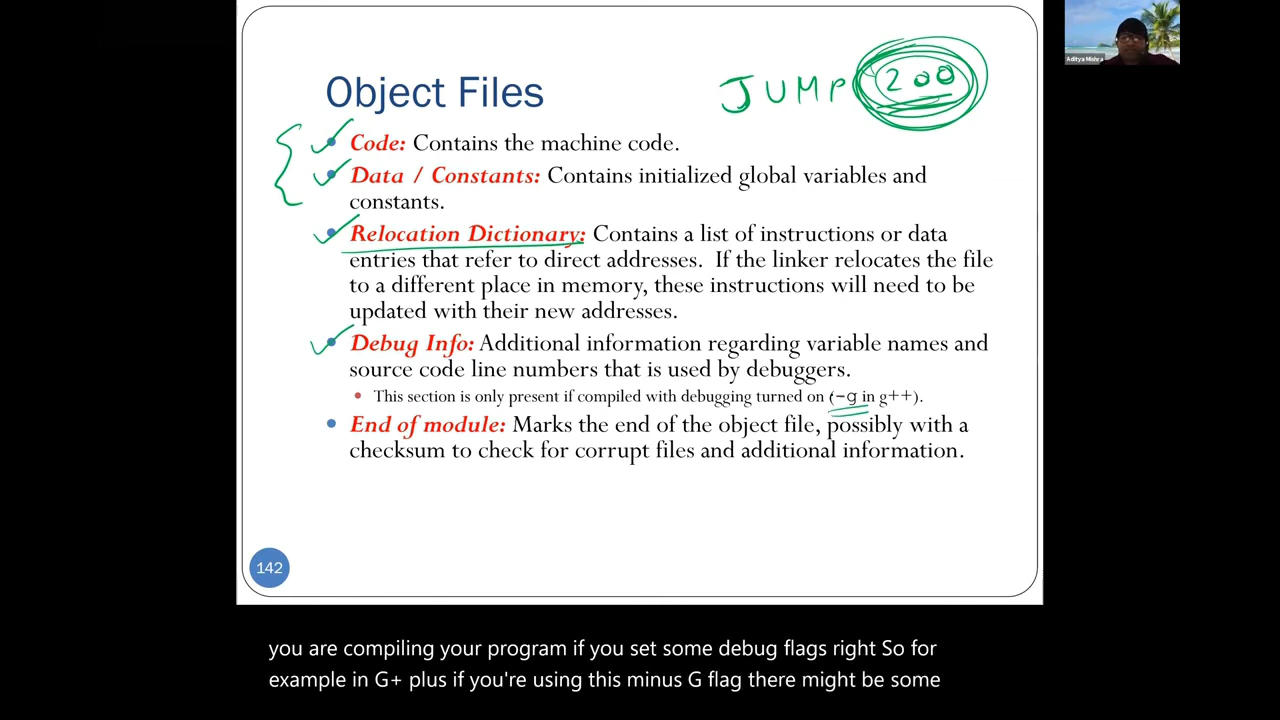 Aditya Mishra
JUMP 200
Object Files
Code: Contains the machine code.
Data / Constants: Contains initialized global variables and
constants.
Relocation Dictionary: Contains a list of instructions or data
entries that refer to direct addresses. If the linker relocates the file
to a different place in memory, these instructions will need to be
updated with their new addresses.
Debug Info: Additional information regarding variable names and
source code line numbers that is used by debuggers.
This section is only present if compiled with debugging turned on (-g in g++).
End of module: Marks the end of the object file, possibly with a
checksum to check for corrupt files and additional information.
142
you are compiling your program if you set some debug flags right So for
example in G+ plus if you're using this minus G flag there might be some